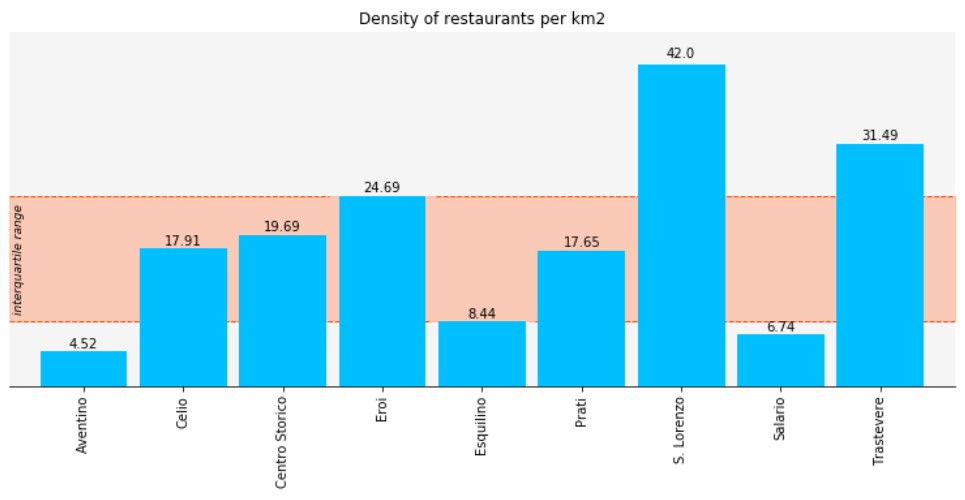 Density of restaurants per km2
42.0
31.49
24.69
19.69
17.91
17.65
8.44
6.74
4.52
interquartile range
Aventino
Celio
Centro Storico
Eroi
Esquilino
Prati
S. Lorenzo
Salario
Trastevere